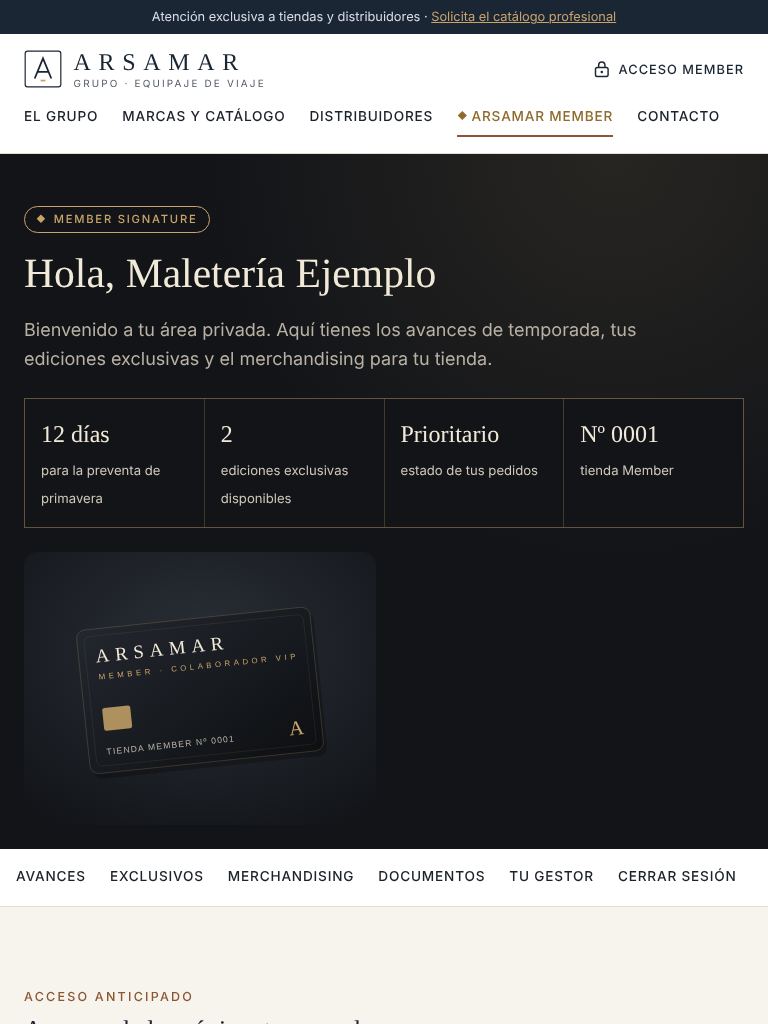 Atención exclusiva a tiendas y distribuidores · Solicita el catálogo profesional
A
ARSAMAR
GRUPO · EQUIPAJE DE VIAJE
ACCESO MEMBER
EL GRUPO MARCAS Y CATÁLOGO DISTRIBUIDORES ◆ ARSAMAR MEMBER CONTACTO
◆ MEMBER SIGNATURE
Hola, Maletería Ejemplo
Bienvenido a tu área privada. Aquí tienes los avances de temporada, tus
ediciones exclusivas y el merchandising para tu tienda.
12 días
para la preventa de
primavera
2
ediciones exclusivas
disponibles
Prioritario
estado de tus pedidos
Nº 0001
tienda Member
ARSAMAR
MEMBER · COLABORADOR VIP
TIENDA MEMBER Nº 0001
A
AVANCES EXCLUSIVOS MERCHANDISING DOCUMENTOS TU GESTOR CERRAR SESIÓN
ACCESO ANTICIPADO